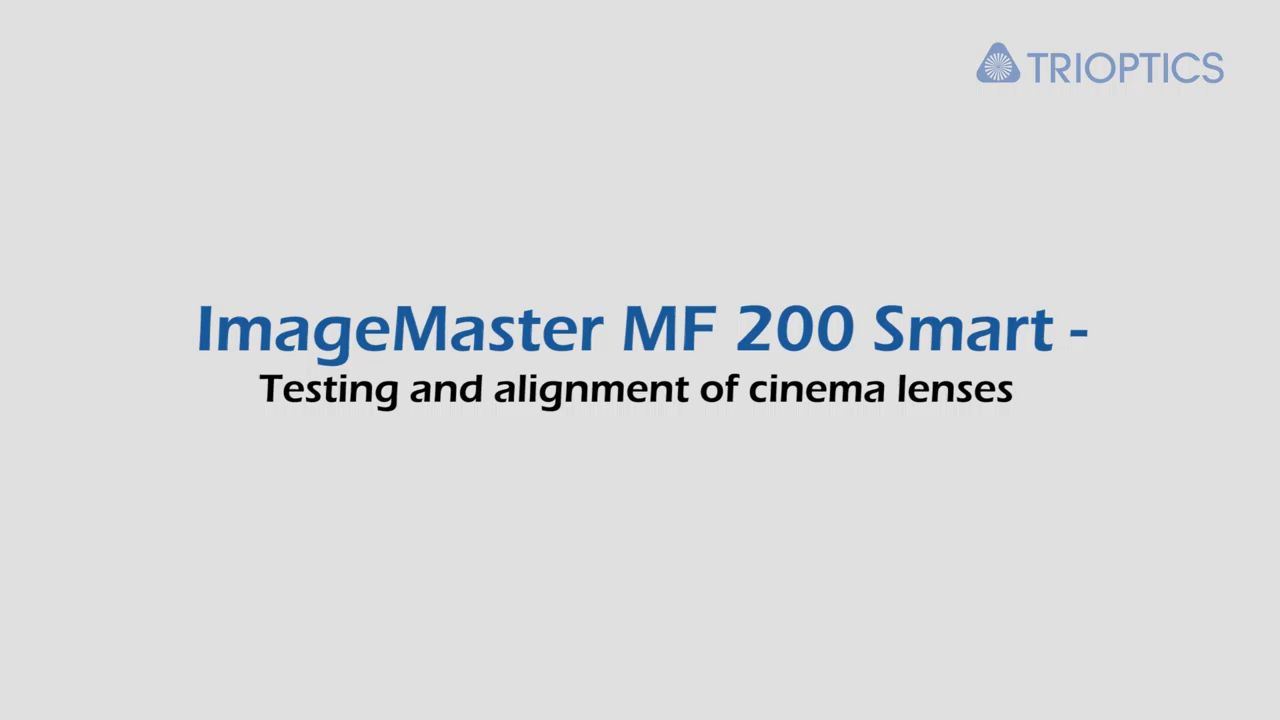 TRIOPTICS
ImageMaster MF 200 Smart -
Testing and alignment of cinema lenses